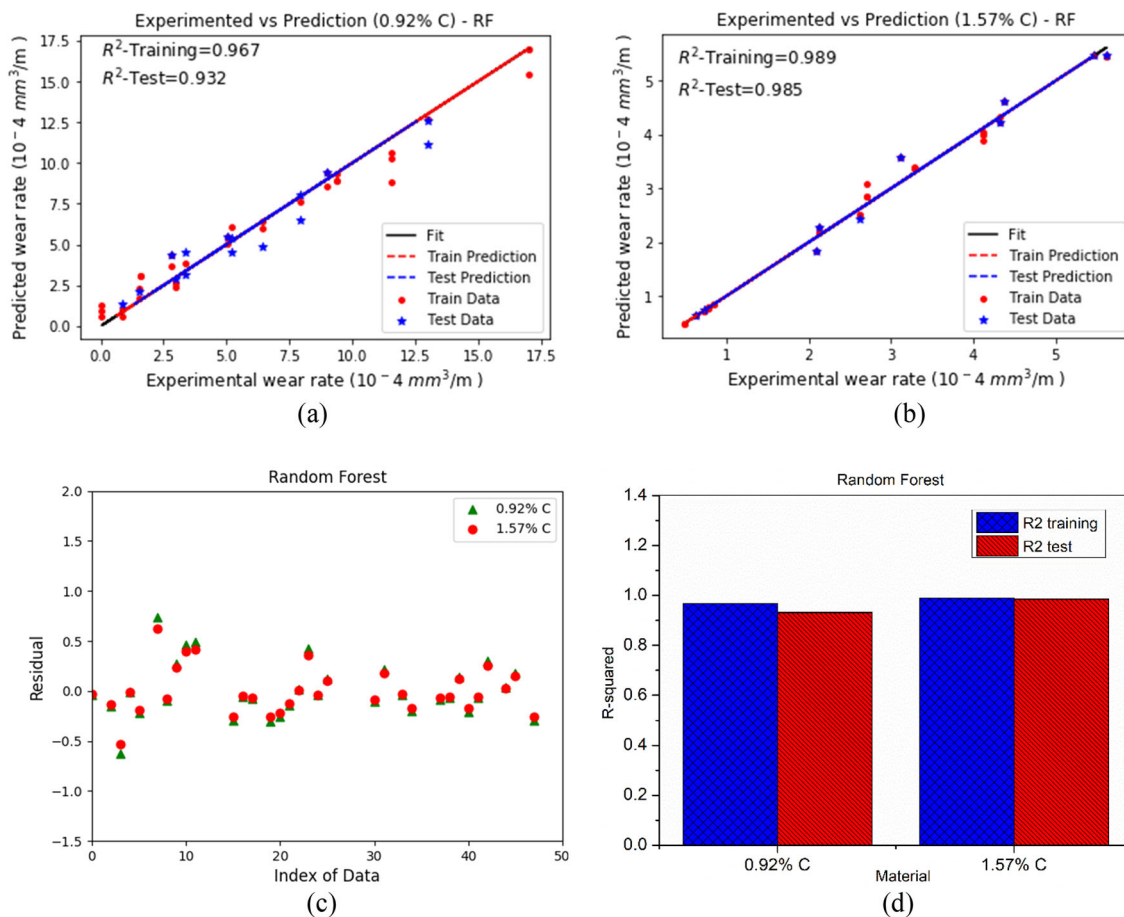 Experimented vs Prediction (0.92% C) - RF
R²-Training=0.967
R²-Test=0.932
Predicted wear rate (10⁻ 4 mm³/m)
17.5
15.0
12.5
10.0
7.5
5.0
2.5
0.0
Fit
Train Prediction
Test Prediction
Train Data
Test Data
0.0 2.5 5.0 7.5 10.0 12.5 15.0 17.5
Experimental wear rate (10⁻ 4 mm³/m )
(a)
Experimented vs Prediction (1.57% C) - RF
R²-Training=0.989
R²-Test=0.985
Predicted wear rate (10⁻ 4 mm³/m)
5
4
3
2
1
Fit
Train Prediction
Test Prediction
Train Data
Test Data
1 2 3 4 5
Experimental wear rate (10⁻ 4 mm³/m )
(b)
Random Forest
0.92% C
1.57% C
Residual
2.0
1.5
1.0
0.5
0.0
−0.5
−1.0
−1.5
0 10 20 30 40 50
Index of Data
(c)
Random Forest
R2 training
R2 test
R-squared
1.4
1.2
1.0
0.8
0.6
0.4
0.2
0.0
0.92% C 1.57% C
Material
(d)